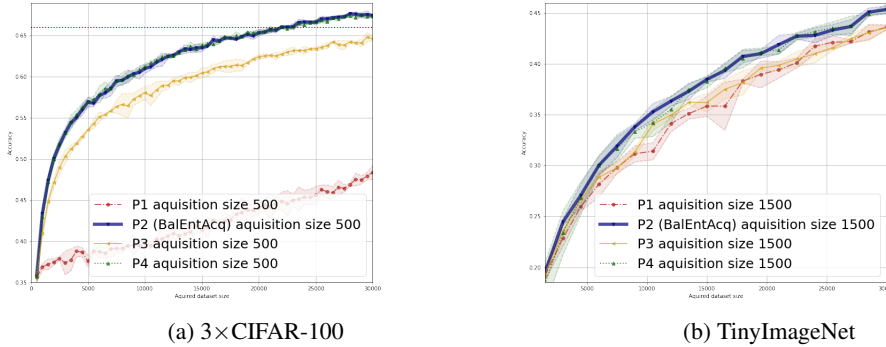 0.65
0.60
0.55
0.50
0.45
0.40
0.35
Accuracy
P1 aquisition size 500
P2 (BalEntAcq) aquisition size 500
P3 aquisition size 500
P4 aquisition size 500
0 5000 10000 15000 20000 25000 30000
Aquired dataset size
(a) 3×CIFAR-100
0.45
0.40
0.35
0.30
0.25
0.20
Accuracy
P1 aquisition size 1500
P2 (BalEntAcq) aquisition size 1500
P3 aquisition size 1500
P4 aquisition size 1500
5000 10000 15000 20000 25000 30000
Aquired dataset size
(b) TinyImageNet